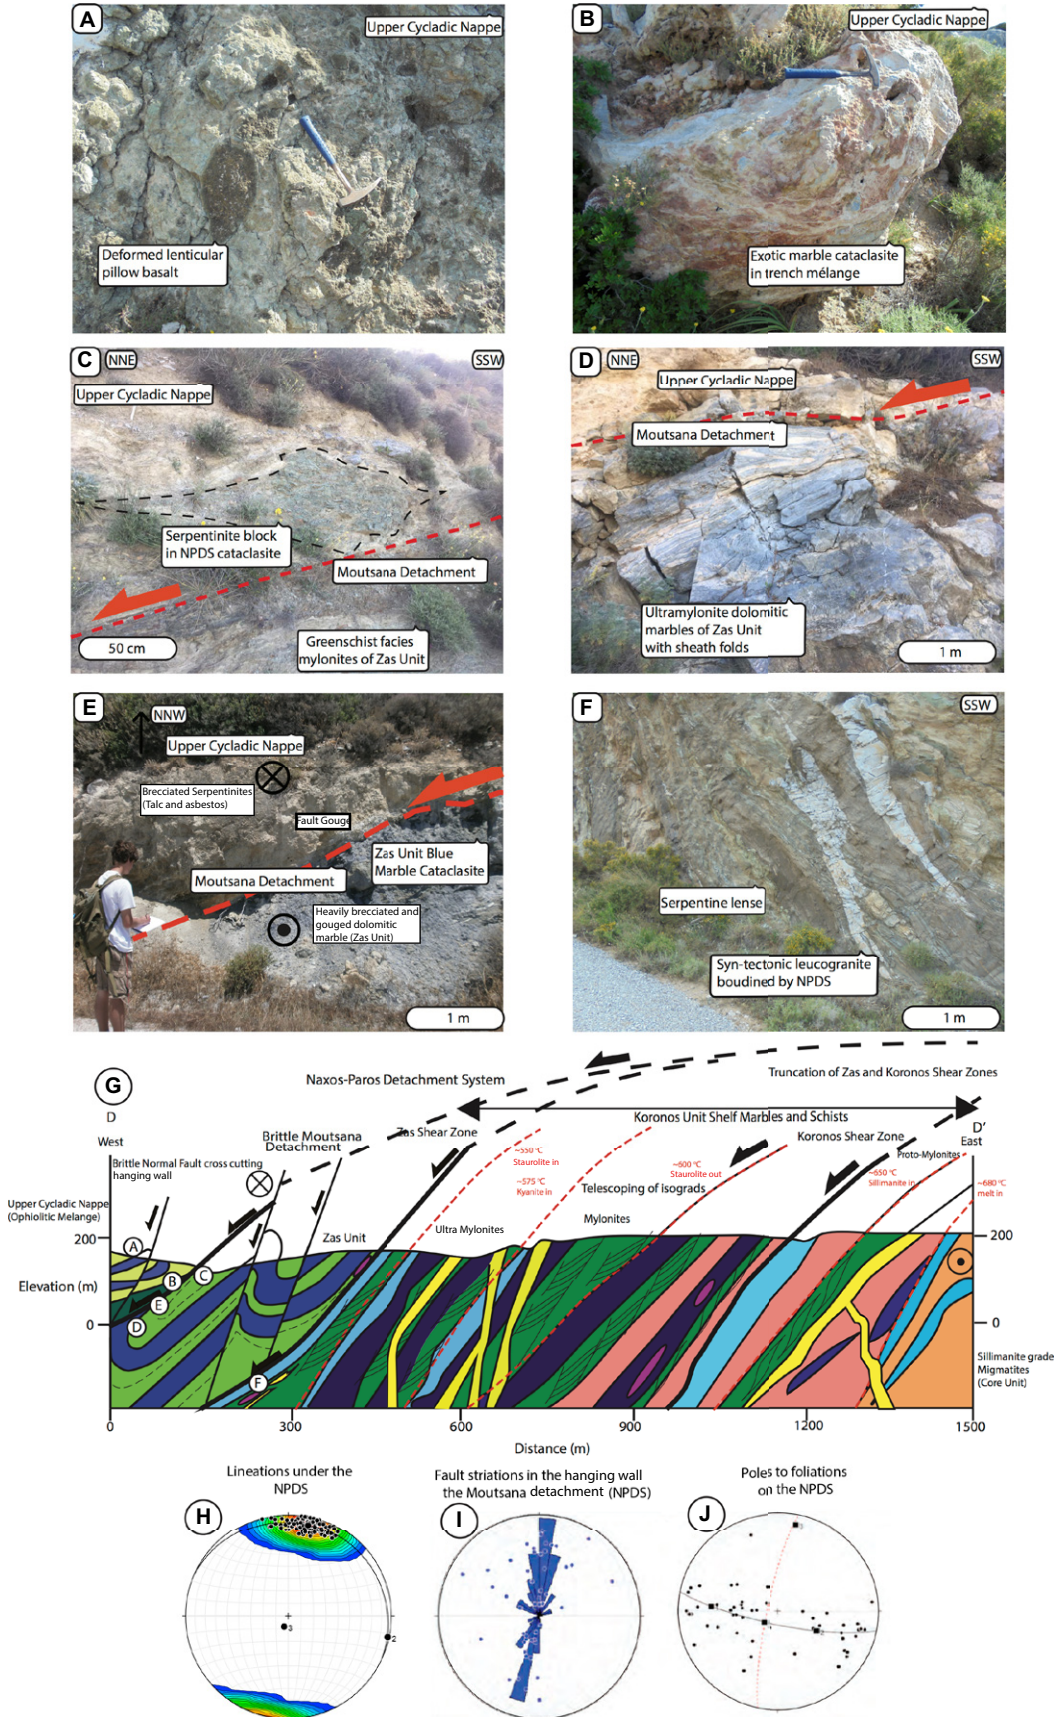 A
Upper Cycladic Nappe
Deformed lenticular
pillow basalt
B
Upper Cycladic Nappe
Exotic marble cataclasite
in trench mélange
C
NNE
SSW
Upper Cycladic Nappe
Serpentinite block
in NPDS cataclasite
Moutsana Detachment
Greenschist facies
mylonites of Zas Unit
50 cm
D
NNE
SSW
Upper Cycladic Nappe
Moutsana Detachment
Ultramylonite dolomitic
marbles of Zas Unit
with sheath folds
1 m
E
NNW
Upper Cycladic Nappe
Brecciated Serpentinites
(Talc and asbestos)
Fault Gouge
Zas Unit Blue
Marble Cataclasite
Moutsana Detachment
Heavily brecciated and
gouged dolomitic
marble (Zas Unit)
1 m
F
SSW
Serpentine lense
Syn-tectonic leucogranite
boudined by NPDS
1 m
G
D
West
Naxos-Paros Detachment System
Truncation of Zas and Koronos Shear Zones
Koronos Unit Shelf Marbles and Schists
D'
East
Brittle Moutsana
Detachment
Zas Shear Zone
Koronos Shear Zone
Brittle Normal Fault cross cutting
hanging wall
~550 °C
Staurolite in
~575 °C
Kyanite in
~600 °C
Staurolite out
Telescoping of isograds
Proto-Mylonites
~650 °C
Sillimanite in
~680 °C
melt in
Upper Cycladic Nappe
(Ophiolitic Melange)
Zas Unit
Ultra Mylonites
Mylonites
200
200
Elevation (m)
0
0
A
B
C
E
D
F
Sillimanite grade
Migmatites
(Core Unit)
0
300
600
900
1200
1500
Distance (m)
Lineations under the
NPDS
H
3
2
Fault striations in the hanging wall
the Moutsana detachment (NPDS)
I
Poles to foliations
on the NPDS
J